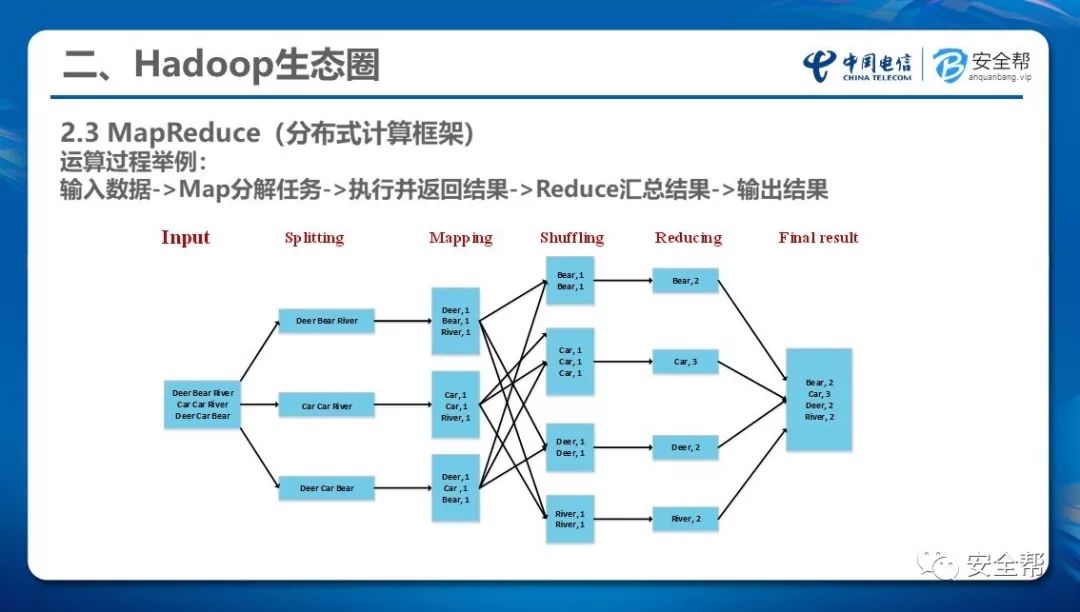 二、Hadoop生态圈
中国电信
CHINA TELECOM
安全帮
anquanbang.vip
2.3 MapReduce（分布式计算框架）
运算过程举例：
输入数据->Map分解任务->执行并返回结果->Reduce汇总结果->输出结果
Input
Splitting
Mapping
Shuffling
Reducing
Final result
Deer Bear River
Car Car River
Deer Car Bear
Deer Bear River
Car Car River
Deer Car Bear
Deer, 1
Bear, 1
River, 1
Car, 1
Car, 1
River, 1
Deer, 1
Car , 1
Bear, 1
Bear, 1
Bear, 1
Car, 1
Car, 1
Car, 1
Deer, 1
Deer, 1
River, 1
River, 1
Bear, 2
Car, 3
Deer, 2
River, 2
Bear, 2
Car, 3
Deer, 2
River, 2
安全帮